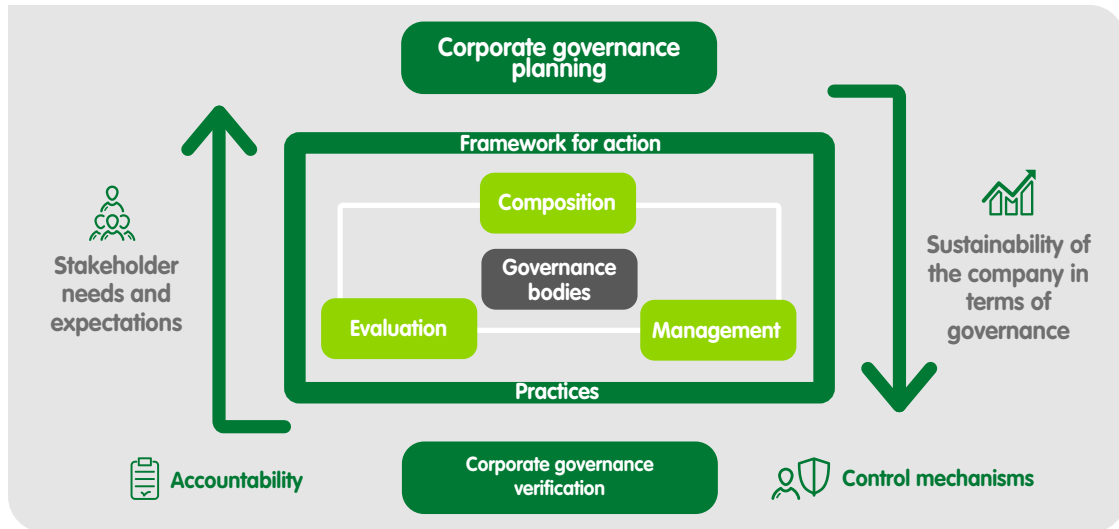 Corporate governance
planning
Framework for action
Composition
Governance
bodies
Evaluation
Management
Practices
Stakeholder
needs and
expectations
Sustainability of
the company in
terms of
governance
Accountability
Corporate governance
verification
Control mechanisms